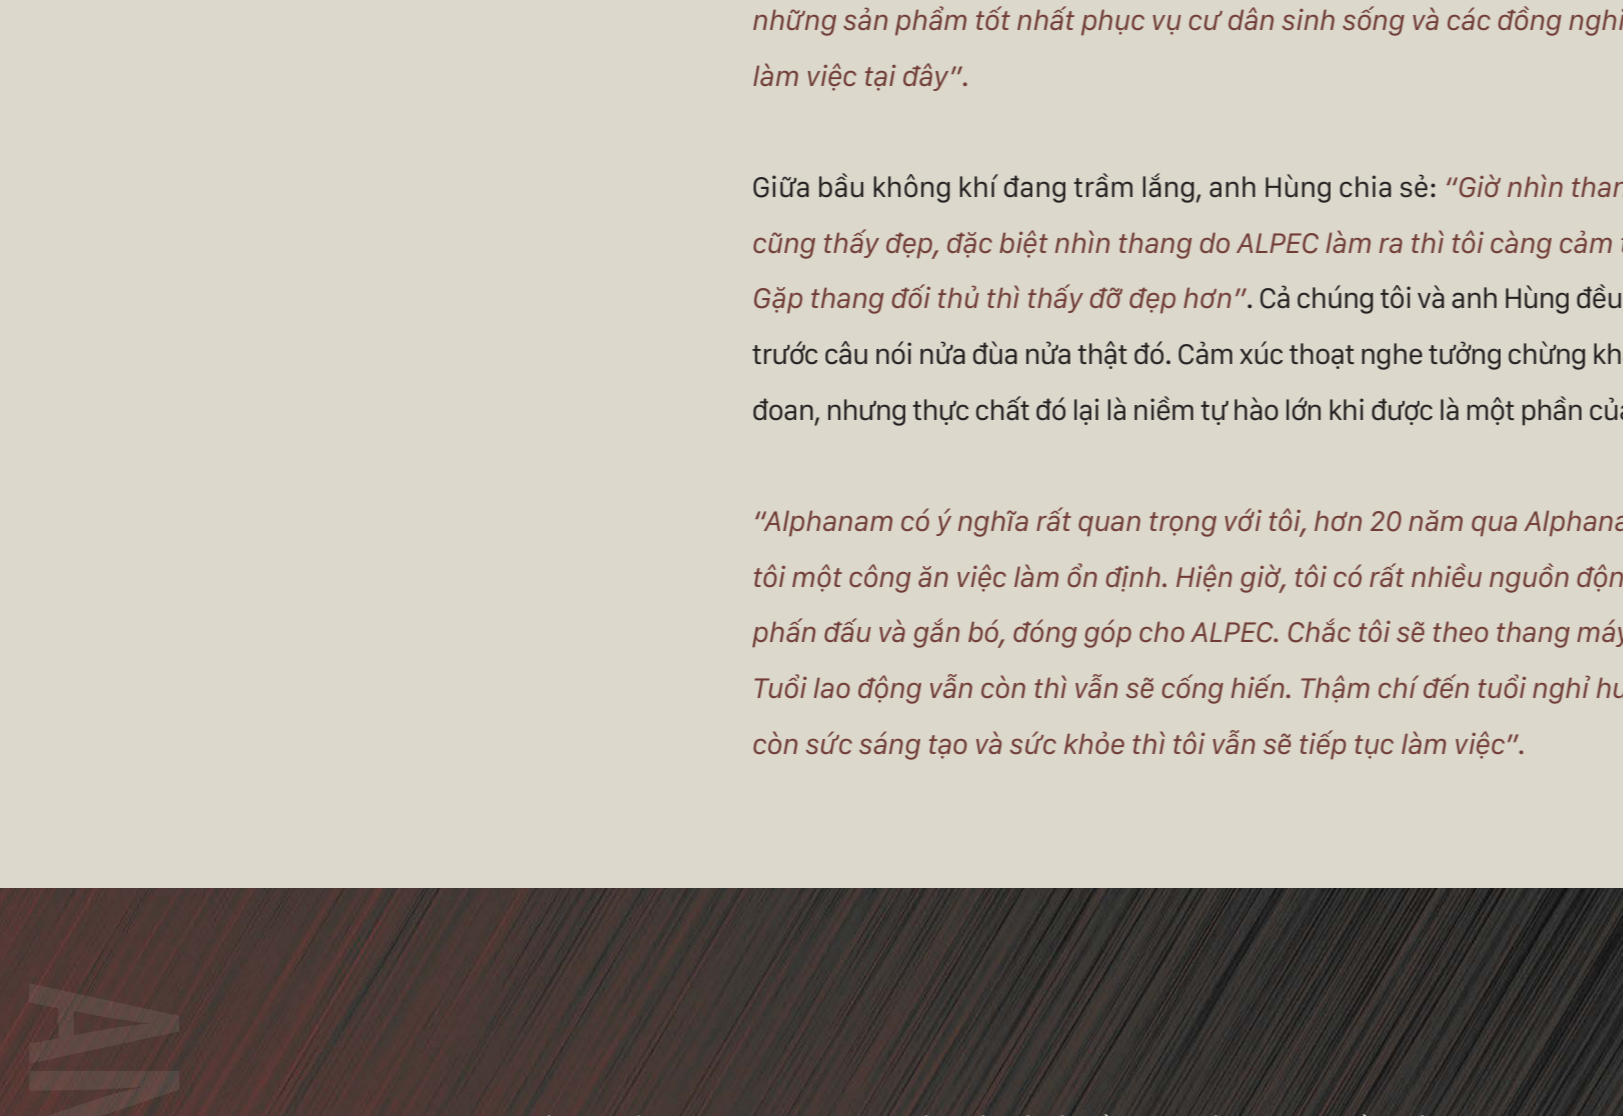 những sản phẩm tốt nhất phục vụ cư dân sinh sống và các đồng
làm việc tại đây”.
Giữa bầu không khí đang trầm lắng, anh Hùng chia sẻ: “Giờ nhìn
cũng thấy đẹp, đặc biệt nhìn thang do ALPEC làm ra thì tôi càng cảm
Gặp thang đối thủ thì thấy đỡ đẹp hơn”. Cả chúng tôi và anh Hùng đều
trước câu nói nửa đùa nửa thật đó. Cảm xúc thoạt nghe tưởng chừng
đoan, nhưng thực chất đó lại là niềm tự hào lớn khi được là một phần
“Alphanam có ý nghĩa rất quan trọng với tôi, hơn 20 năm qua
tôi một công ăn việc làm ổn định. Hiện giờ, tôi có rất nhiều nguồn
phấn đấu và gắn bó, đóng góp cho ALPEC. Chắc tôi sẽ theo thang máy
Tuổi lao động vẫn còn thì vẫn sẽ cống hiến. Thậm chí đến tuổi nghỉ
còn sức sáng tạo và sức khỏe thì tôi vẫn sẽ tiếp tục làm việc”.